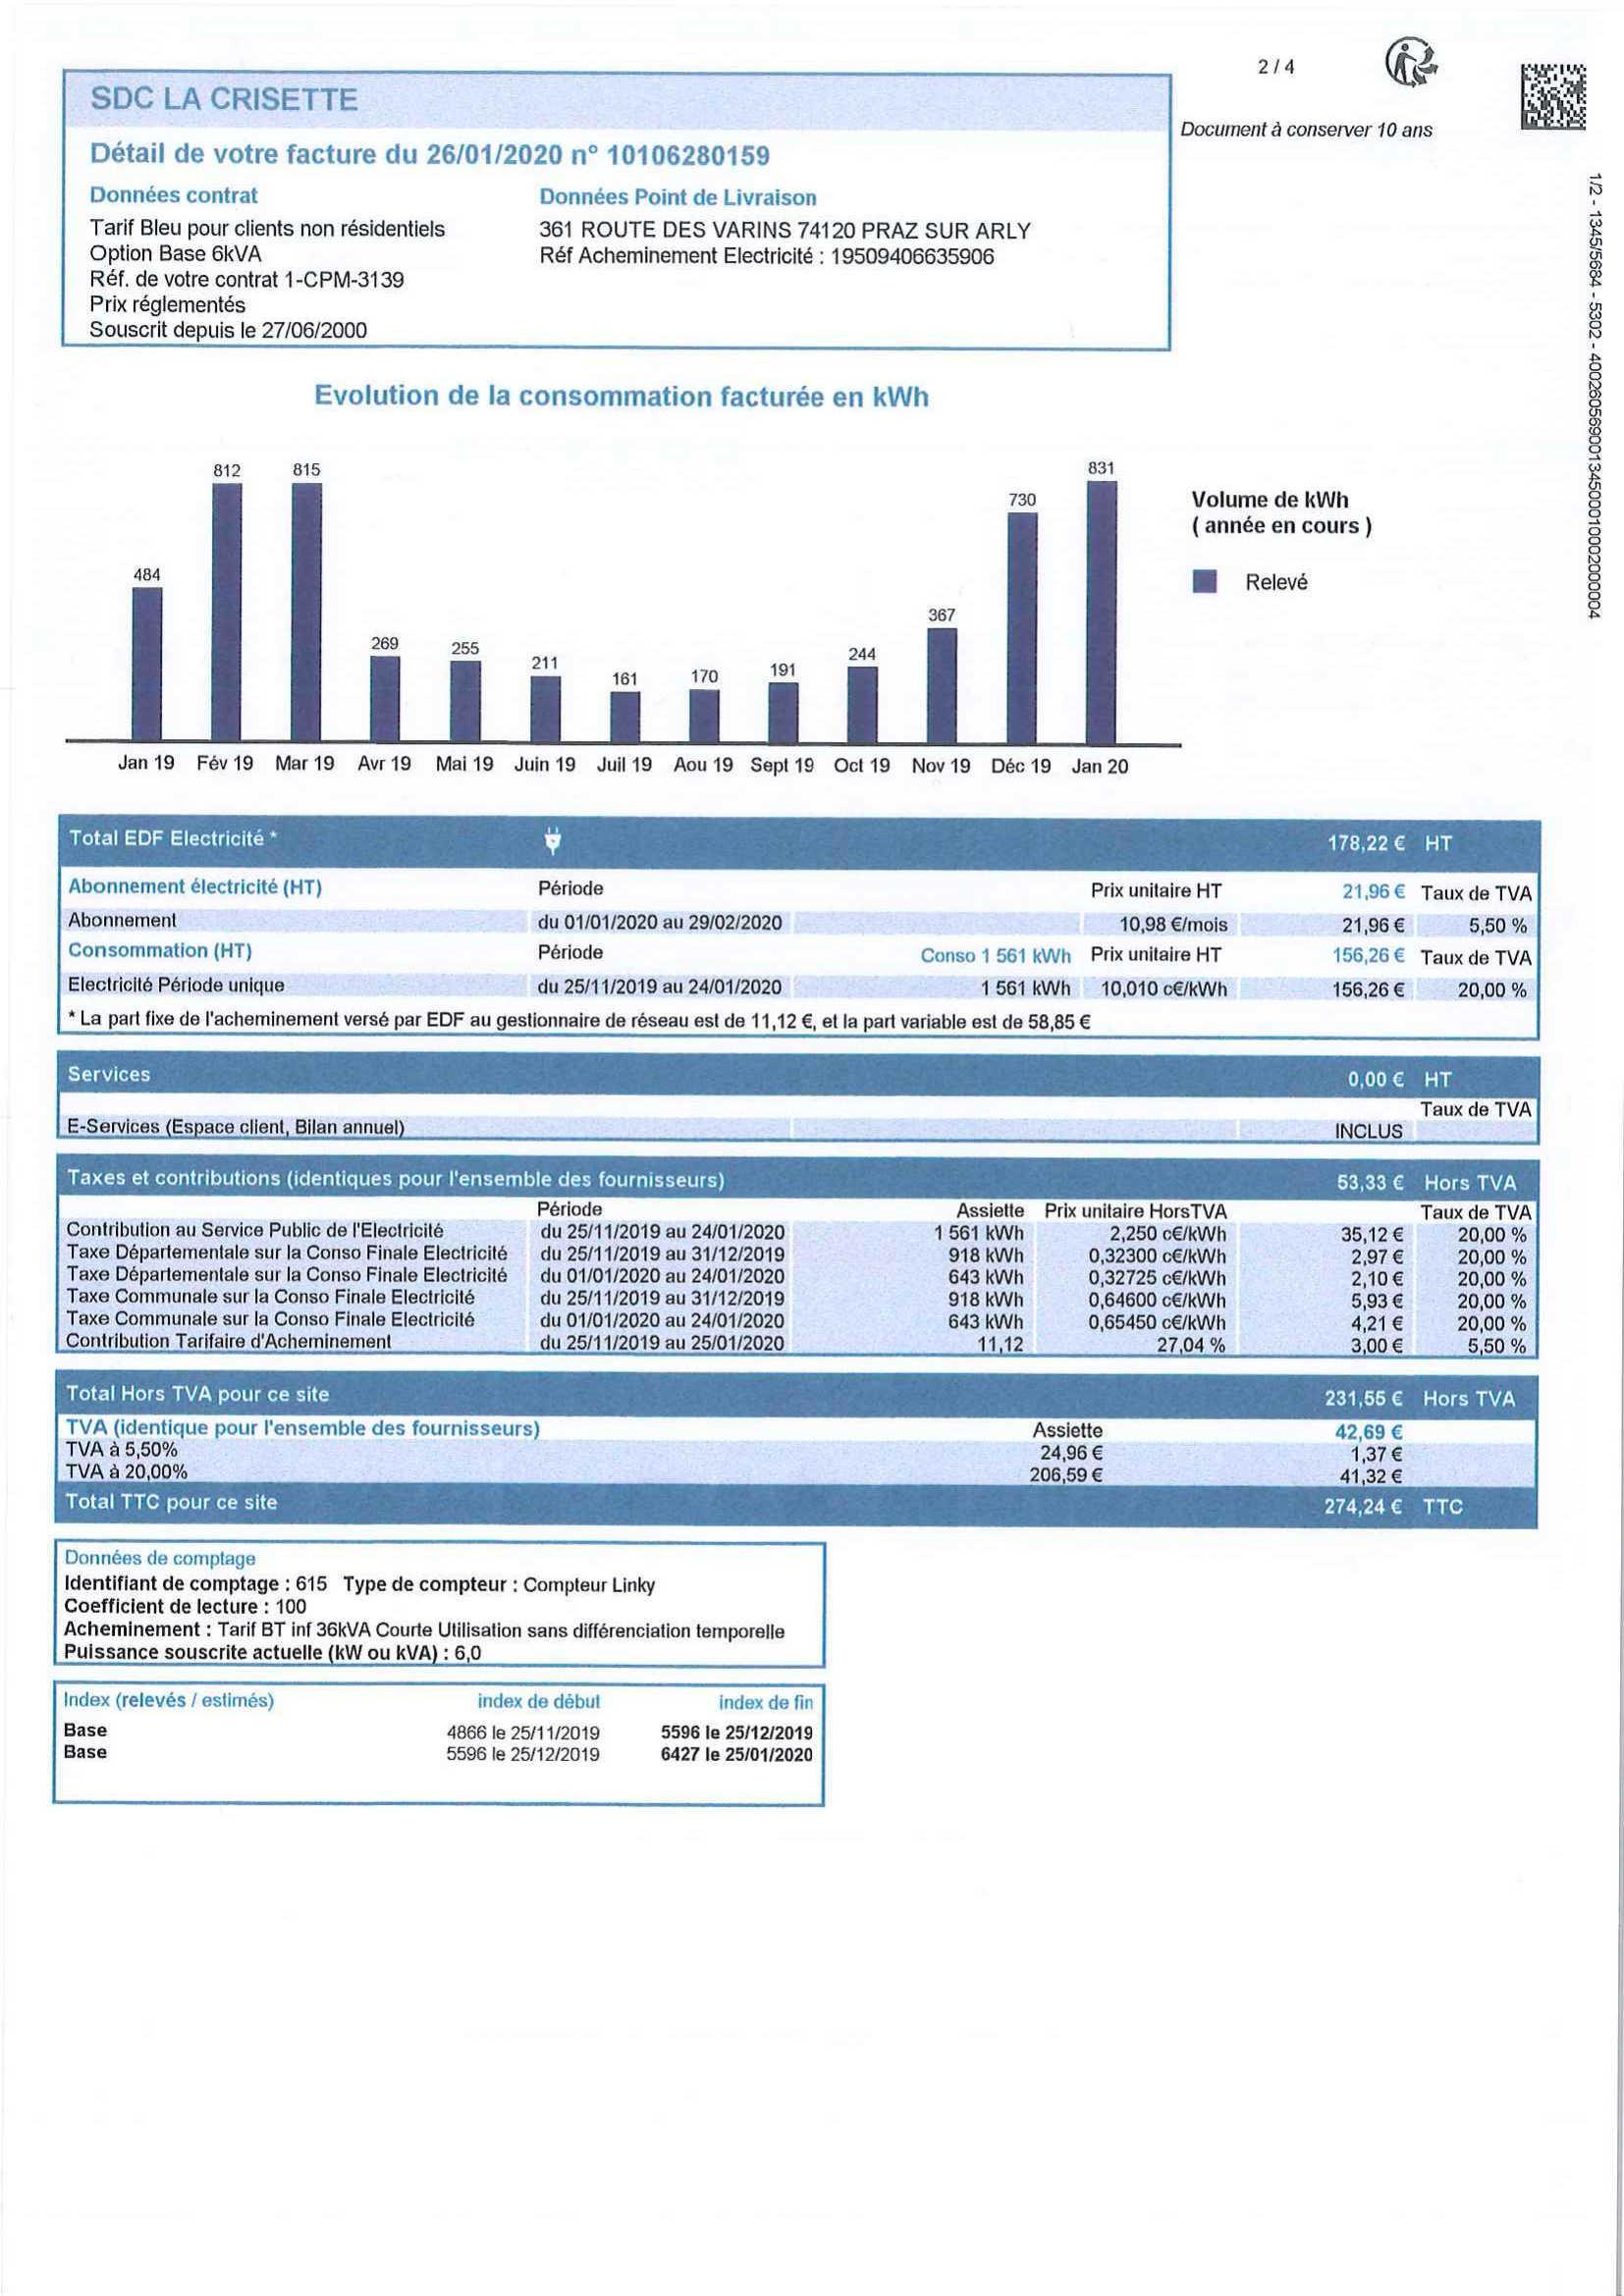 2 / 4
SDC LA CRISETTE
Document à conserver 10 ans
Détail de votre facture du 26/01/2020 n° 10106280159
Données contrat
Tarif Bleu pour clients non résidentiels
Option Base 6kVA
Réf. de votre contrat 1-CPM-3139
Prix réglementés
Souscrit depuis le 27/06/2000
Données Point de Livraison
361 ROUTE DES VARINS 74120 PRAZ SUR ARLY
Réf Acheminement Electricité : 19509406635906
1/2 - 1345/5684 - 5302 - 4002605690013450001000200004
Evolution de la consommation facturée en kWh
484 812 815 269 255 211 161 170 191 244 367 730 831
Jan 19 Fév 19 Mar 19 Avr 19 Mai 19 Juin 19 Juil 19 Aou 19 Sept 19 Oct 19 Nov 19 Déc 19 Jan 20
Volume de kWh
( année en cours )
Relevé
Total EDF Electricité * 178,22 € HT
Abonnement électricité (HT) Période Prix unitaire HT 21,96 € Taux de TVA
Abonnement du 01/01/2020 au 29/02/2020 10,98 €/mois 21,96 € 5,50 %
Consommation (HT) Période Conso 1 561 kWh Prix unitaire HT 156,26 € Taux de TVA
Electricité Période unique du 25/11/2019 au 24/01/2020 1 561 kWh 10,010 c€/kWh 156,26 € 20,00 %
* La part fixe de l'acheminement versé par EDF au gestionnaire de réseau est de 11,12 €, et la part variable est de 58,85 €
Services 0,00 € HT
Taux de TVA
E-Services (Espace client, Bilan annuel) INCLUS
Taxes et contributions (identiques pour l'ensemble des fournisseurs) 53,33 € Hors TVA
Période Assiette Prix unitaire HorsTVA Taux de TVA
Contribution au Service Public de l'Electricité du 25/11/2019 au 24/01/2020 1 561 kWh 2,250 c€/kWh 35,12 € 20,00 %
Taxe Départementale sur la Conso Finale Electricité du 25/11/2019 au 31/12/2019 918 kWh 0,32300 c€/kWh 2,97 € 20,00 %
Taxe Départementale sur la Conso Finale Electricité du 01/01/2020 au 24/01/2020 643 kWh 0,32725 c€/kWh 2,10 € 20,00 %
Taxe Communale sur la Conso Finale Electricité du 25/11/2019 au 31/12/2019 918 kWh 0,64600 c€/kWh 5,93 € 20,00 %
Taxe Communale sur la Conso Finale Electricité du 01/01/2020 au 24/01/2020 643 kWh 0,65450 c€/kWh 4,21 € 20,00 %
Contribution Tarifaire d'Acheminement du 25/11/2019 au 25/01/2020 11,12 27,04 % 3,00 € 5,50 %
Total Hors TVA pour ce site 231,55 € Hors TVA
TVA (identique pour l'ensemble des fournisseurs) Assiette 42,69 €
TVA à 5,50% 24,96 € 1,37 €
TVA à 20,00% 206,59 € 41,32 €
Total TTC pour ce site 274,24 € TTC
Données de comptage
Identifiant de comptage : 615 Type de compteur : Compteur Linky
Coefficient de lecture : 100
Acheminement : Tarif BT inf 36kVA Courte Utilisation sans différenciation temporelle
Puissance souscrite actuelle (kW ou kVA) : 6,0
Index (relevés / estimés) index de début index de fin
Base 4866 le 25/11/2019 5596 le 25/12/2019
Base 5596 le 25/12/2019 6427 le 25/01/2020